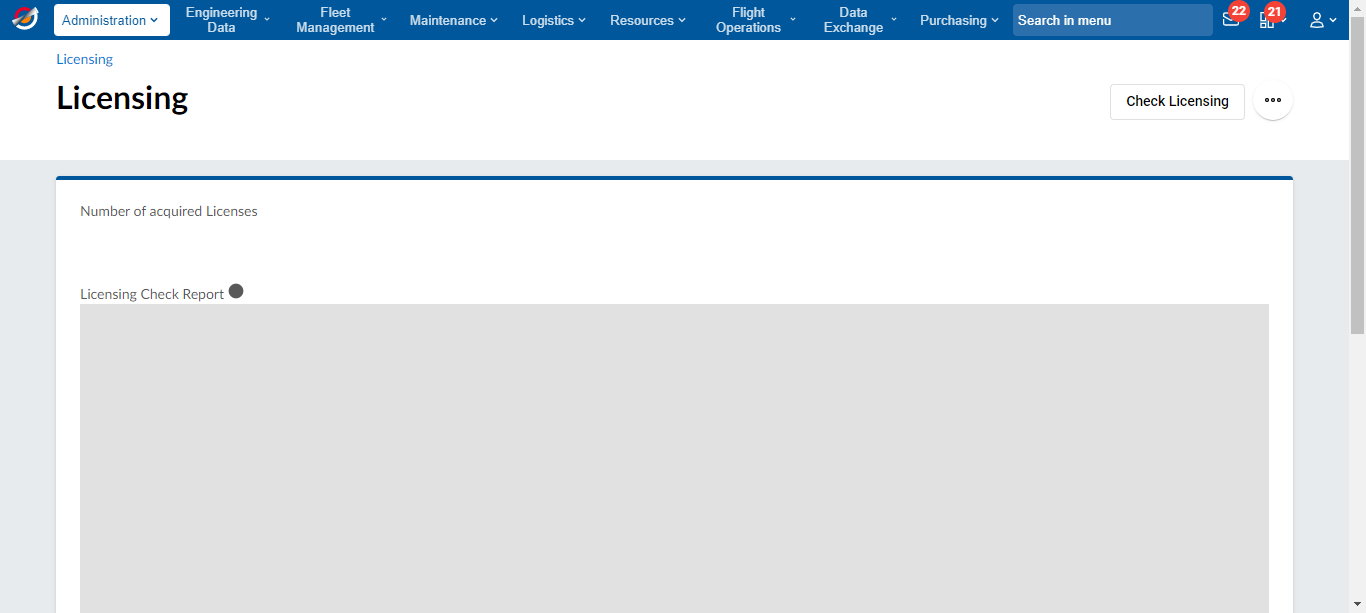 Administration
Engineering
Data
Fleet
Management
Maintenance
Logistics
Resources
Flight
Operations
Data
Exchange
Purchasing
Search in menu
22
21
Licensing
Licensing
Check Licensing
Number of acquired Licenses
Licensing Check Report